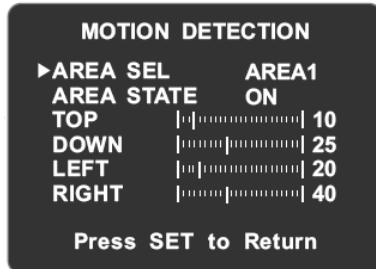 MOTION DETECTION
▶AREA SEL AREA1
AREA STATE ON
TOP 10
DOWN 25
LEFT 20
RIGHT 40
Press SET to Return